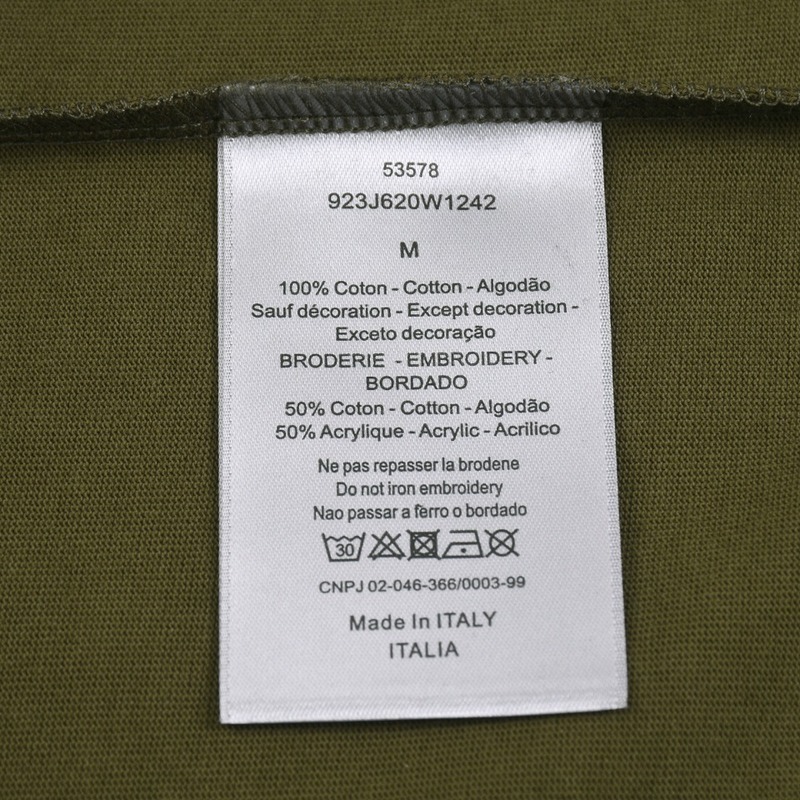 53578
923J620W1242
M
100% Coton - Cotton - Algodão
Sauf décoration - Except decoration -
Exceto decoração
BRODERIE - EMBROIDERY -
BORDADO
50% Coton - Cotton - Algodão
50% Acrylique - Acrylic - Acrilico
Ne pas repasser la brodene
Do not iron embroidery
Nao passar a ferro o bordado
30
CNPJ 02-046-366/0003-99
Made In ITALY
ITALIA